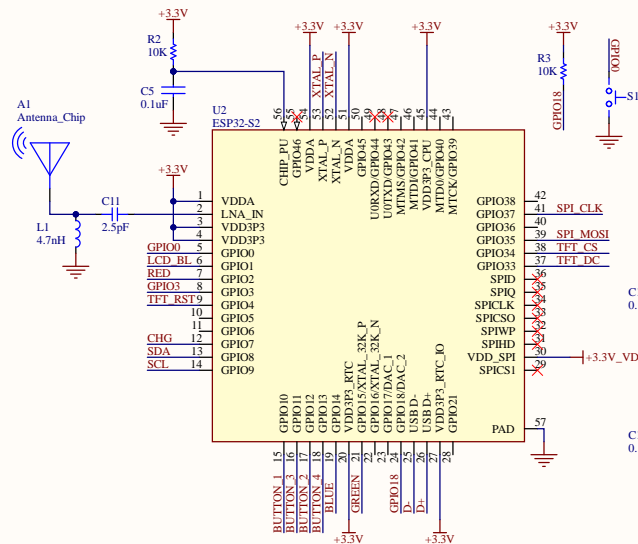 +3.3V
+3.3V
+3.3V
+3.3V
+3.3V
R2
10K
C5
0.1uF
XTAL_P
XTAL_N
R3
10K
GPIO18
GPIO0
S1
A1
Antenna_Chip
U2
ESP32-S2
56
55
54
53
52
51
50
49
48
47
46
45
44
43
CHIP_PU
GPIO46
VDDA
XTAL_P
XTAL_N
VDDA
GPIO45
U0RXD/GPIO44
U0TXD/GPIO43
MTMS/GPIO42
MTDI/GPIO41
VDD3P3_CPU
MTDO/GPIO40
MTCK/GPIO39
+3.3V
C11
2.5pF
L1
4.7nH
1 VDDA
2 LNA_IN
3 VDD3P3
4 VDD3P3
GPIO0 5 GPIO0
LCD_BL 6 GPIO1
RED 7 GPIO2
GPIO3 8 GPIO3
TFT_RST 9 GPIO4
10 GPIO5
11 GPIO6
CHG 12 GPIO7
SDA 13 GPIO8
SCL 14 GPIO9
GPIO38 42
GPIO37 41 SPI_CLK
GPIO36 40
GPIO35 39 SPI_MOSI
GPIO34 38 TFT_CS
GPIO33 37 TFT_DC
SPID 36
SPIQ 35
SPICLK 34
SPICSO 33
SPIWP 32
SPIHD 31
VDD_SPI 30 +3.3V_VD
SPICS1 29
PAD 57
C
0.
C
0.
GPIO10
GPIO11
GPIO12
GPIO13
GPIO14
VDD3P3_RTC
GPIO15/XTAL_32K_P
GPIO16/XTAL_32K_N
GPIO17/DAC_1
GPIO18/DAC_2
USB D-
USB D+
VDD3P3_RTC_IO
GPIO21
15
16
17
18
19
20
21
22
23
24
25
26
27
28
BUTTON_1
BUTTON_3
BUTTON_2
BUTTON_4
BLUE
GREEN
GPIO18
D-
D+
+3.3V
+3.3V